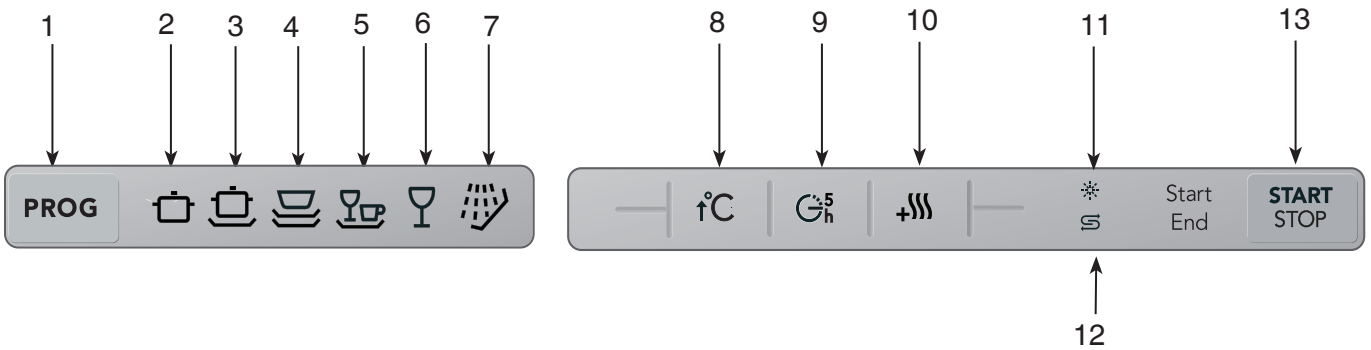 1 2 3 4 5 6 7 8 9 10 11 13
PROG
↑°C
5
h
+
Start
End
START
STOP
12